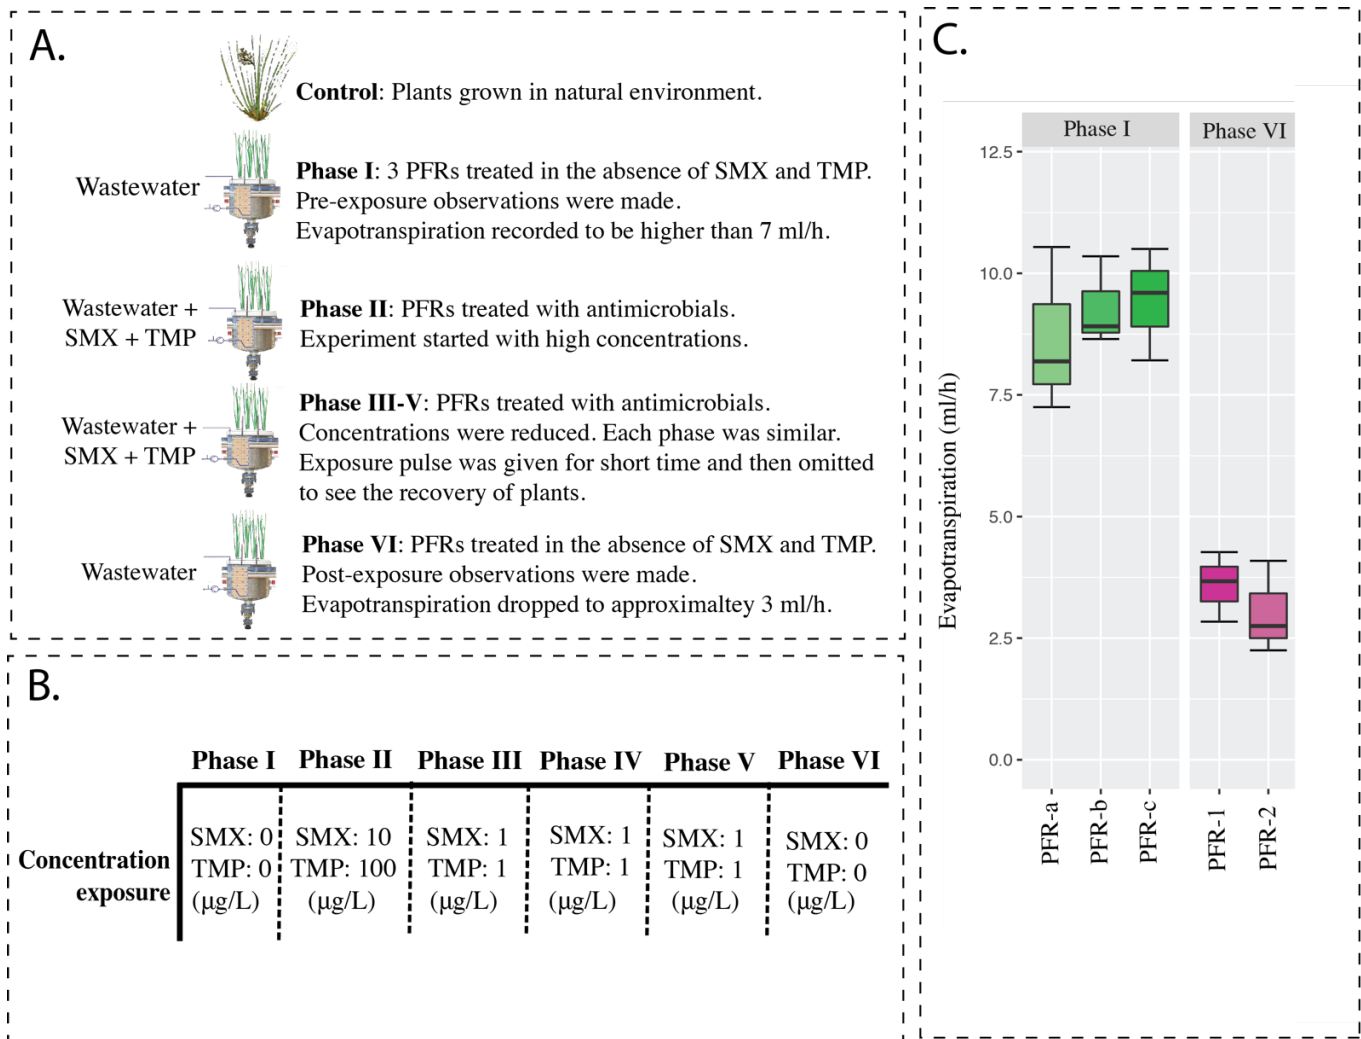 A.
Control: Plants grown in natural environment.
Wastewater
Phase I: 3 PFRs treated in the absence of SMX and TMP.
Pre-exposure observations were made.
Evapotranspiration recorded to be higher than 7 ml/h.
Wastewater +
SMX + TMP
Phase II: PFRs treated with antimicrobials.
Experiment started with high concentrations.
Wastewater +
SMX + TMP
Phase III-V: PFRs treated with antimicrobials.
Concentrations were reduced. Each phase was similar.
Exposure pulse was given for short time and then omitted
to see the recovery of plants.
Wastewater
Phase VI: PFRs treated in the absence of SMX and TMP.
Post-exposure observations were made.
Evapotranspiration dropped to approximaltey 3 ml/h.
B.
Phase I Phase II Phase III Phase IV Phase V Phase VI
Concentration
exposure
SMX: 0 SMX: 10 SMX: 1 SMX: 1 SMX: 1 SMX: 0
TMP: 0 TMP: 100 TMP: 1 TMP: 1 TMP: 1 TMP: 0
(µg/L) (µg/L) (µg/L) (µg/L) (µg/L) (µg/L)
C.
Phase I Phase VI
Evapotranspiration (ml/h)
12.5
10.0
7.5
5.0
2.5
0.0
PFR-a PFR-b PFR-c PFR-1 PFR-2